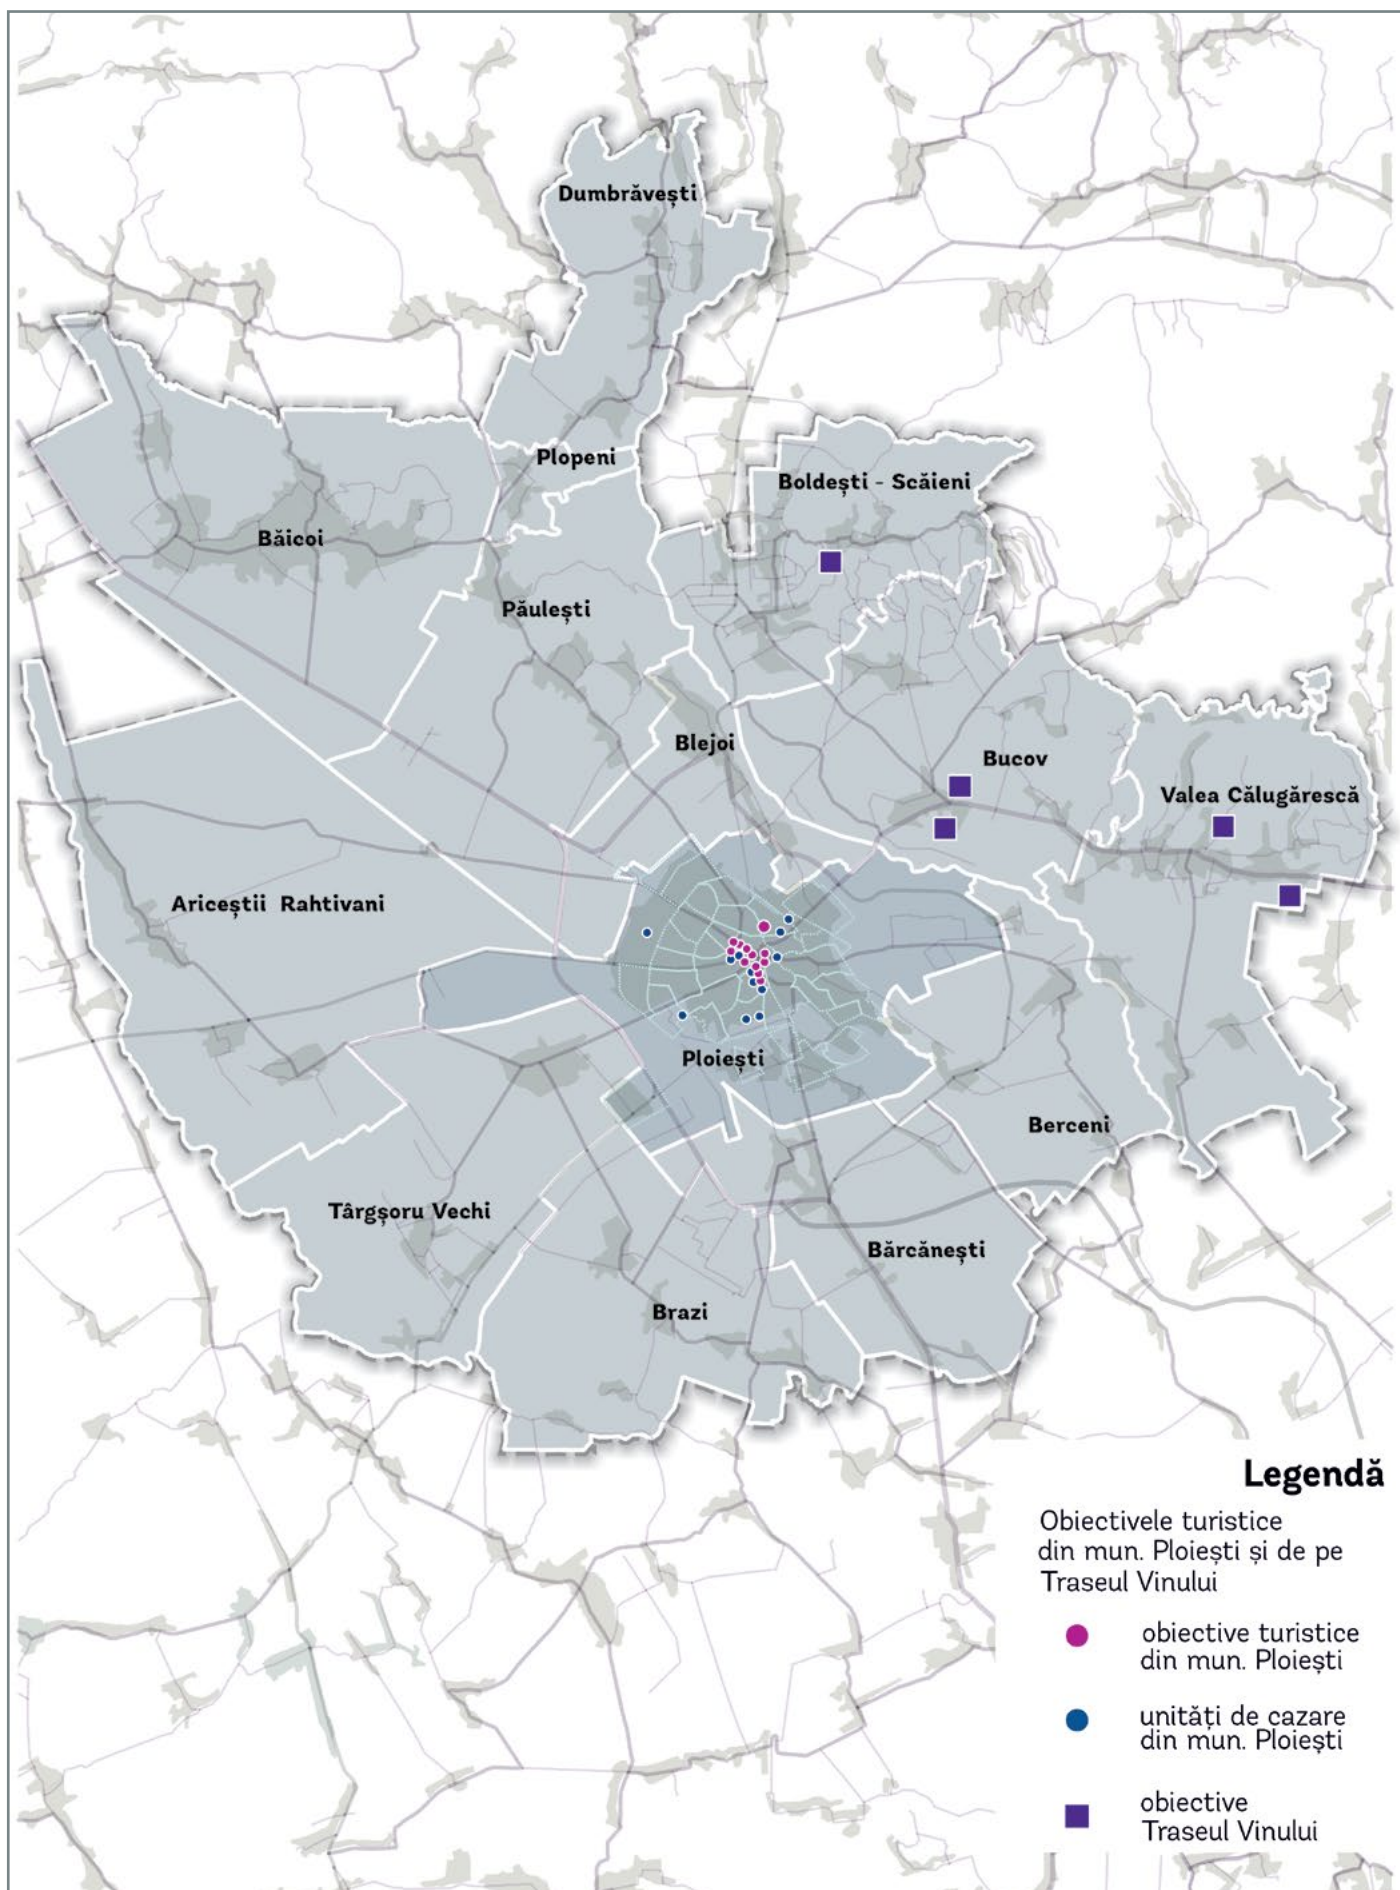 Dumbrăvești
Plopeni
Boldești - Scăieni
Băicoi
Păulești
Blejoi
Bucov
Valea Călugărescă
Ariceștii Rahtivani
Ploiești
Berceni
Târgșoru Vechi
Bărcănești
Brazi
Legendă
Obiectivele turistice
din mun. Ploiești și de pe
Traseul Vinului
obiective turistice
din mun. Ploiești
unități de cazare
din mun. Ploiești
obiective
Traseul Vinului